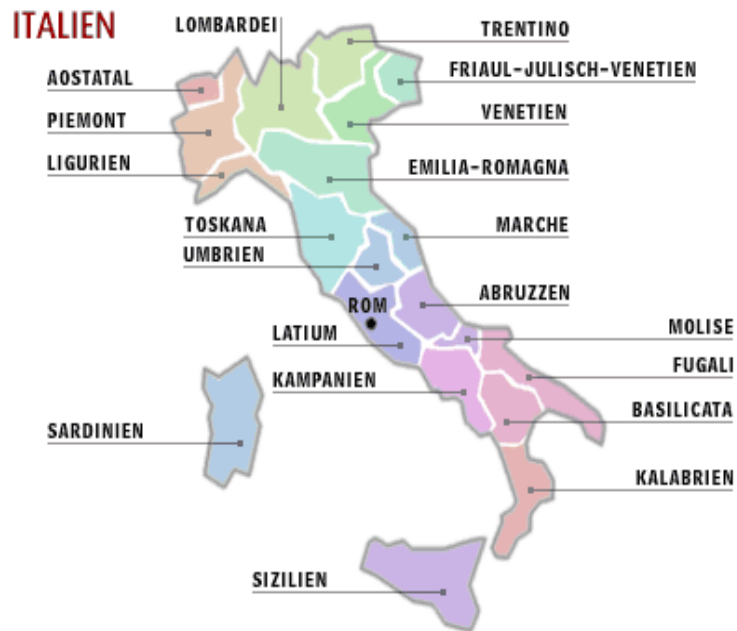 ITALIEN
LOMBARDEI
TRENTINO
FRIAUL-JULISCH-VENETIEN
AOSTATAL
VENETIEN
PIEMONT
LIGURIEN
EMILIA-ROMAGNA
TOSKANA
MARCHE
UMBRIEN
ABRUZZEN
ROM
LATIUM
MOLISE
FUGALI
KAMPANIEN
BASILICATA
SARDINIEN
KALABRIEN
SIZILIEN